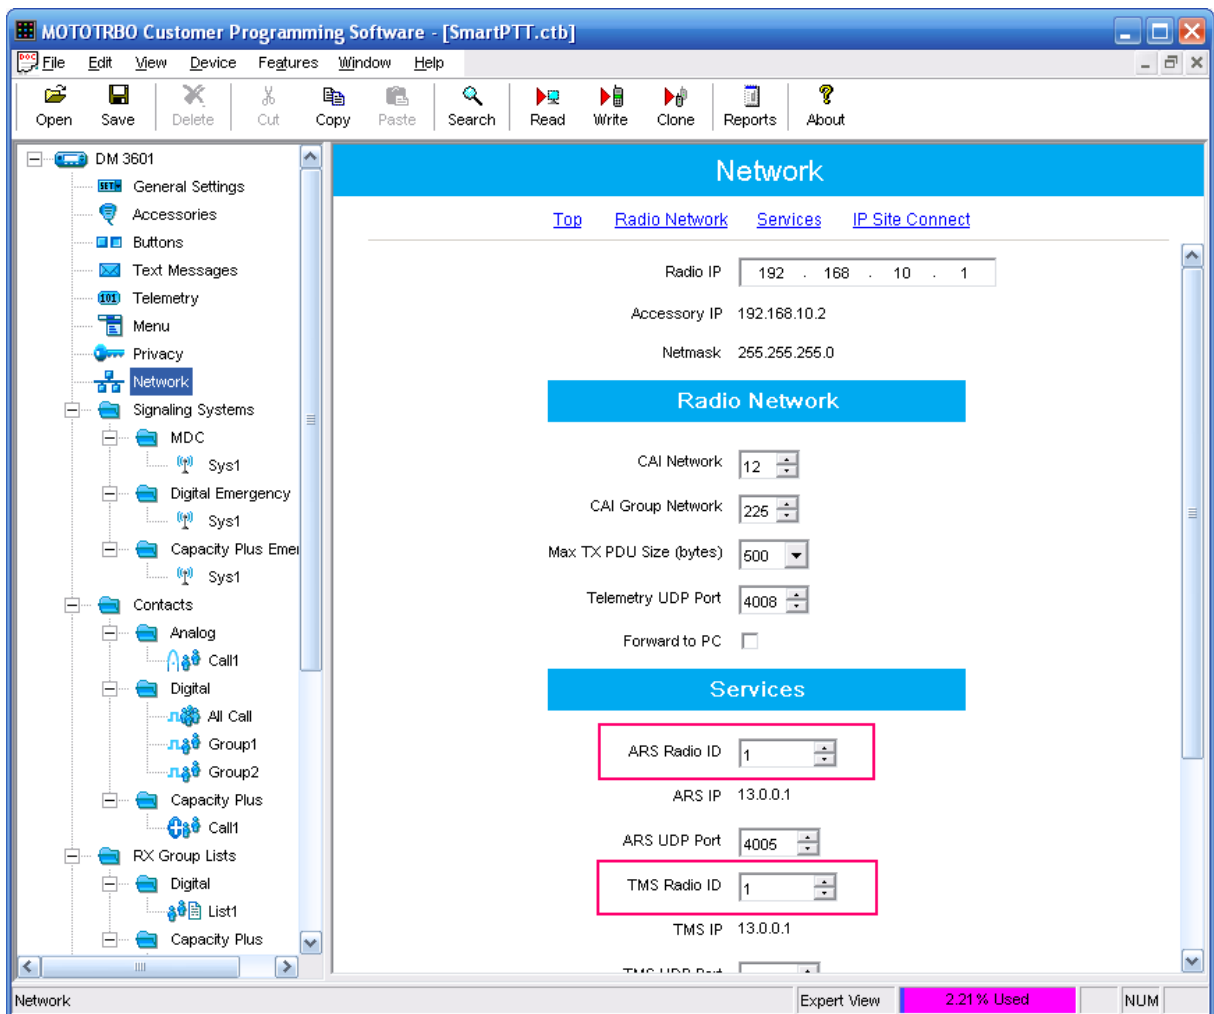 MOTOTRBO Customer Programming Software - [SmartPTT.ctb]
DOC File Edit View Device Features Window Help
Open Save Delete Cut Copy Paste Search Read Write Clone Reports About
DM 3601
SET General Settings
Accessories
Buttons
Text Messages
101 Telemetry
Menu
Privacy
Network
Signaling Systems
MDC
Sys1
Digital Emergency
Sys1
Capacity Plus Emer
Sys1
Contacts
Analog
Call1
Digital
All Call
Group1
Group2
Capacity Plus
Call1
RX Group Lists
Digital
List1
Capacity Plus
Network
Top Radio Network Services IP Site Connect
Radio IP 192 . 168 . 10 . 1
Accessory IP 192.168.10.2
Netmask 255.255.255.0
Radio Network
CAI Network 12
CAI Group Network 225
Max TX PDU Size (bytes) 500
Telemetry UDP Port 4008
Forward to PC
Services
ARS Radio ID 1
ARS IP 13.0.0.1
ARS UDP Port 4005
TMS Radio ID 1
TMS IP 13.0.0.1
TMS UDP Port
Network Expert View 2.21% Used NUM